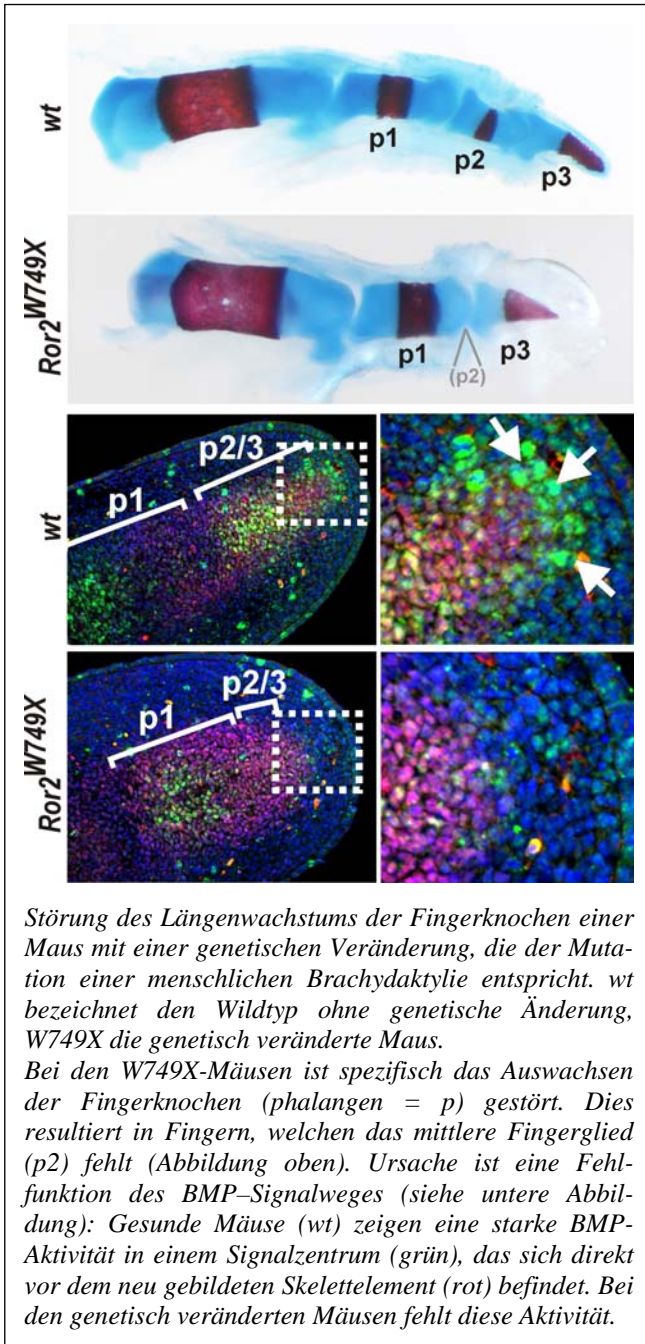 wt
p1
p2
p3
Ror2W749X
p1
(p2)
p3
wt
p1
p2/3
Ror2W749X
p1
p2/3
Störung des Längenwachstums der Fingerknochen einer
Maus mit einer genetischen Veränderung, die der Muta-
tion einer menschlichen Brachydaktylie entspricht. wt
bezeichnet den Wildtyp ohne genetische Änderung,
W749X die genetisch veränderte Maus.
Bei den W749X-Mäusen ist spezifisch das Auswachsen
der Fingerknochen (phalangen = p) gestört. Dies
resultiert in Fingern, welchen das mittlere Fingerglied
(p2) fehlt (Abbildung oben). Ursache ist eine Fehl-
funktion des BMP–Signalweges (siehe untere Abbil-
dung): Gesunde Mäuse (wt) zeigen eine starke BMP-
Aktivität in einem Signalzentrum (grün), das sich direkt
vor dem neu gebildeten Skelettelement (rot) befindet. Bei
den genetisch veränderten Mäusen fehlt diese Aktivität.